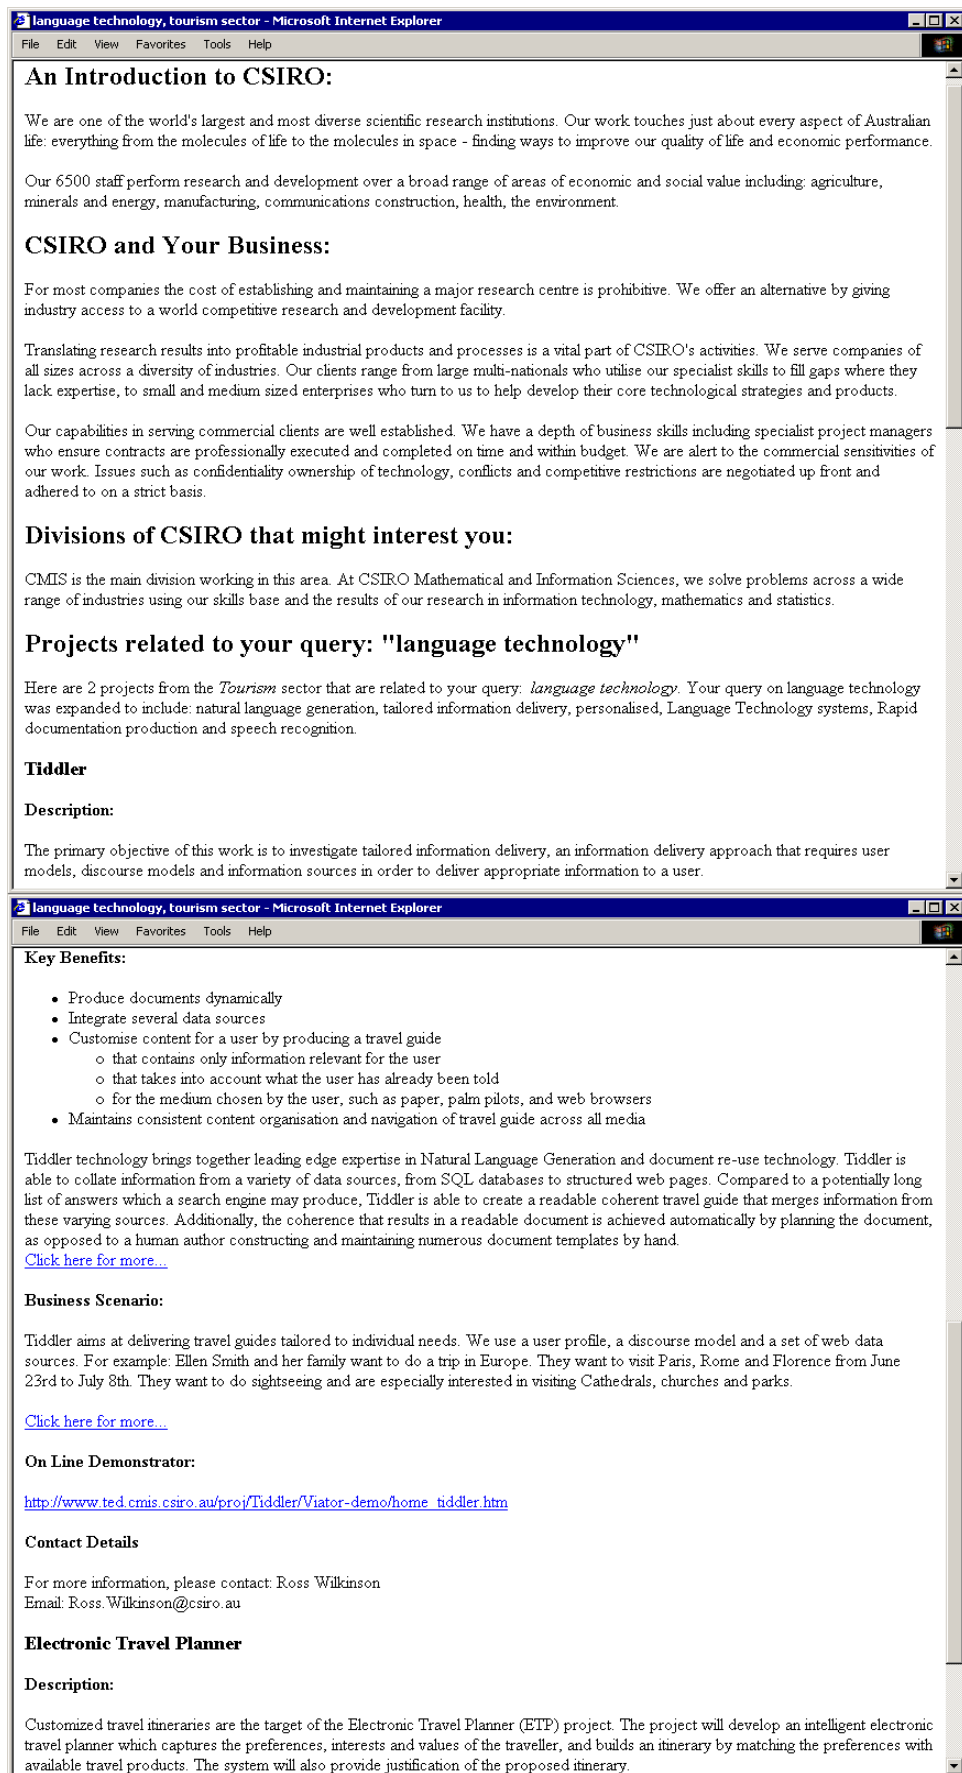 language technology, tourism sector - Microsoft Internet Explorer
File Edit View Favorites Tools Help
An Introduction to CSIRO:
We are one of the world's largest and most diverse scientific research institutions. Our work touches just about every aspect of Australian
life: everything from the molecules of life to the molecules in space - finding ways to improve our quality of life and economic performance.
Our 6500 staff perform research and development over a broad range of areas of economic and social value including: agriculture,
minerals and energy, manufacturing, communications construction, health, the environment.
CSIRO and Your Business:
For most companies the cost of establishing and maintaining a major research centre is prohibitive. We offer an alternative by giving
industry access to a world competitive research and development facility.
Translating research results into profitable industrial products and processes is a vital part of CSIRO's activities. We serve companies of
all sizes across a diversity of industries. Our clients range from large multi-nationals who utilise our specialist skills to fill gaps where they
lack expertise, to small and medium sized enterprises who turn to us to help develop their core technological strategies and products.
Our capabilities in serving commercial clients are well established. We have a depth of business skills including specialist project managers
who ensure contracts are professionally executed and completed on time and within budget. We are alert to the commercial sensitivities of
our work. Issues such as confidentiality ownership of technology, conflicts and competitive restrictions are negotiated up front and
adhered to on a strict basis.
Divisions of CSIRO that might interest you:
CMIS is the main division working in this area. At CSIRO Mathematical and Information Sciences, we solve problems across a wide
range of industries using our skills base and the results of our research in information technology, mathematics and statistics.
Projects related to your query: "language technology"
Here are 2 projects from the Tourism sector that are related to your query: language technology. Your query on language technology
was expanded to include: natural language generation, tailored information delivery, personalised, Language Technology systems, Rapid
documentation production and speech recognition.
Tiddler
Description:
The primary objective of this work is to investigate tailored information delivery, an information delivery approach that requires user
models, discourse models and information sources in order to deliver appropriate information to a user.
language technology, tourism sector - Microsoft Internet Explorer
File Edit View Favorites Tools Help
Key Benefits:
• Produce documents dynamically
• Integrate several data sources
• Customise content for a user by producing a travel guide
o that contains only information relevant for the user
o that takes into account what the user has already been told
o for the medium chosen by the user, such as paper, palm pilots, and web browsers
• Maintains consistent content organisation and navigation of travel guide across all media
Tiddler technology brings together leading edge expertise in Natural Language Generation and document re-use technology. Tiddler is
able to collate information from a variety of data sources, from SQL databases to structured web pages. Compared to a potentially long
list of answers which a search engine may produce, Tiddler is able to create a readable coherent travel guide that merges information from
these varying sources. Additionally, the coherence that results in a readable document is achieved automatically by planning the document,
as opposed to a human author constructing and maintaining numerous document templates by hand.
Click here for more...
Business Scenario:
Tiddler aims at delivering travel guides tailored to individual needs. We use a user profile, a discourse model and a set of web data
sources. For example: Ellen Smith and her family want to do a trip in Europe. They want to visit Paris, Rome and Florence from June
23rd to July 8th. They want to do sightseeing and are especially interested in visiting Cathedrals, churches and parks.
Click here for more...
On Line Demonstrator:
http://www.ted.cmis.csiro.au/proj/Tiddler/Viator-demo/home_tiddler.htm
Contact Details
For more information, please contact: Ross Wilkinson
Email: Ross.Wilkinson@csiro.au
Electronic Travel Planner
Description:
Customized travel itineraries are the target of the Electronic Travel Planner (ETP) project. The project will develop an intelligent electronic
travel planner which captures the preferences, interests and values of the traveller, and builds an itinerary by matching the preferences with
available travel products. The system will also provide justification of the proposed itinerary.